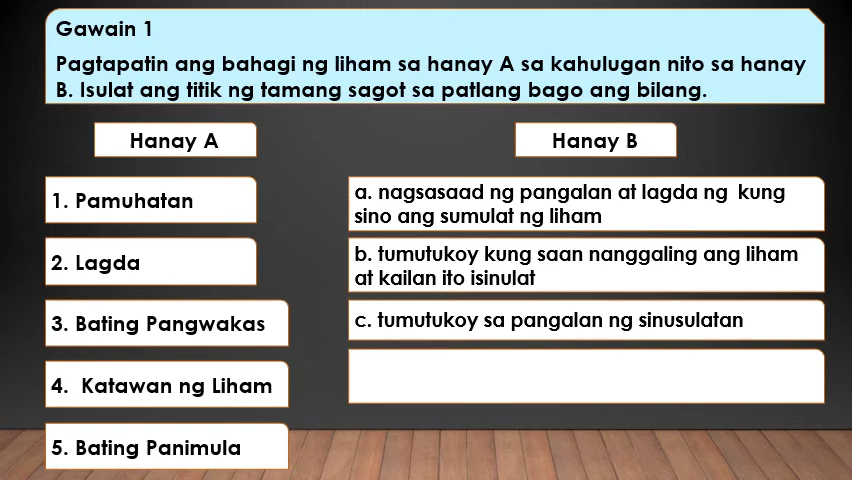 Gawain 1
Pagtapatin ang bahagi ng liham sa hanay A sa kahulugan nito sa hanay
B. Isulat ang titik ng tamang sagot sa patlang bago ang bilang.
Hanay A
Hanay B
1. Pamuhatan
2. Lagda
3. Bating Pangwakas
4. Katawan ng Liham
5. Bating Panimula
a. nagsasaad ng pangalan at lagda ng kung
sino ang sumulat ng liham
b. tumutukoy kung saan nanggaling ang liham
at kailan ito isinulat
c. tumutukoy sa pangalan ng sinusulatan